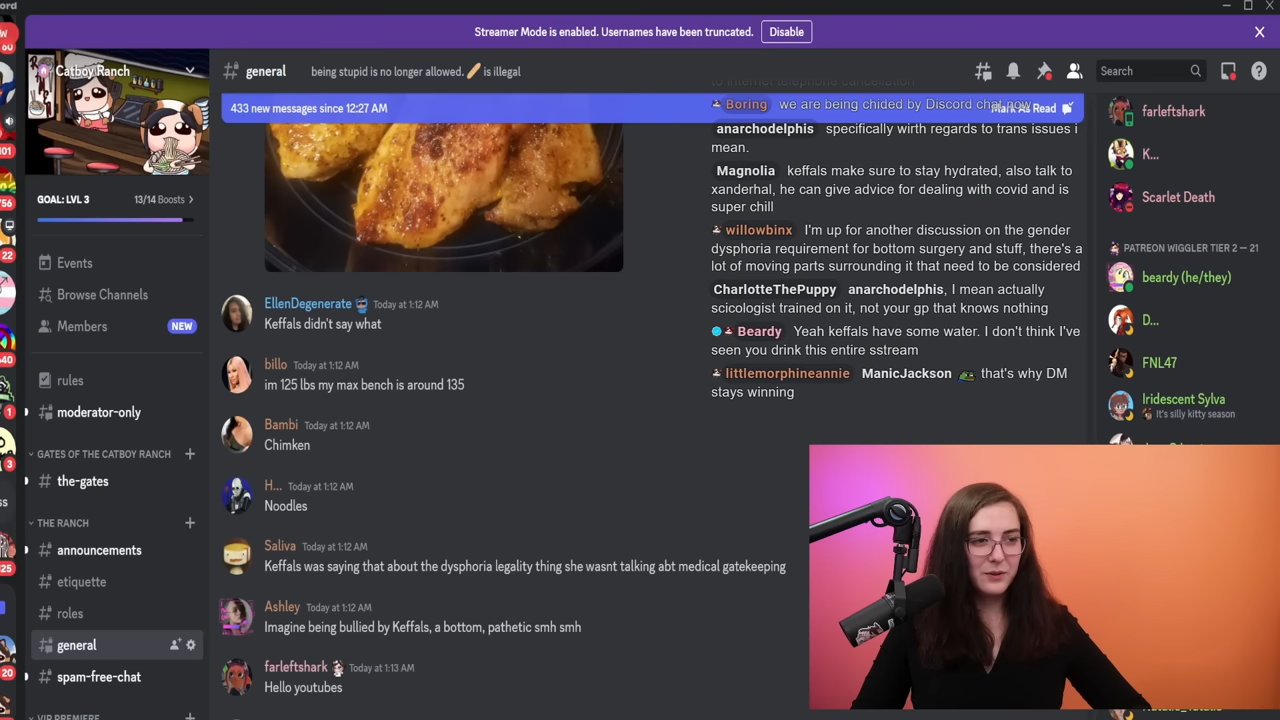 Streamer Mode is enabled. Usernames have been truncated.
Disable
Catboy Ranch
GOAL: LVL 3
13/14 Boosts
Events
Browse Channels
Members
NEW
rules
moderator-only
GATES OF THE CATBOY RANCH
the-gates
THE RANCH
announcements
etiquette
roles
general
spam-free-chat
VIP PREMIERE
general
being stupid is no longer allowed. 🥖 is illegal
Search
433 new messages since 12:27 AM
Mark As Read
EllenDegenerate Today at 1:12 AM
Keffals didn't say what
billo Today at 1:12 AM
im 125 lbs my max bench is around 135
Bambi Today at 1:12 AM
Chimken
H... Today at 1:12 AM
Noodles
Saliva Today at 1:12 AM
Keffals was saying that about the dysphoria legality thing she wasnt talking abt medical gatekeeping
Ashley Today at 1:12 AM
Imagine being bullied by Keffals, a bottom, pathetic smh smh
farleftshark Today at 1:13 AM
Hello youtubes
to internet telephone cancellation
Boring we are being chided by Discord chat now
anarchodelphis specifically wirth regards to trans issues i
mean.
Magnolia keffals make sure to stay hydrated, also talk to
xanderhal, he can give advice for dealing with covid and is
super chill
willowbinx I'm up for another discussion on the gender
dysphoria requirement for bottom surgery and stuff, there's a
lot of moving parts surrounding it that need to be considered
CharlotteThePuppy anarchodelphis, I mean actually
scicologist trained on it, not your gp that knows nothing
Beardy Yeah keffals have some water. I don't think I've
seen you drink this entire sstream
littlemorphineannie ManicJackson that's why DM
stays winning
farleftshark
K...
Scarlet Death
PATREON WIGGLER TIER 2 — 21
beardy (he/they)
D...
FNL47
Iridescent Sylva
It's silly kitty season